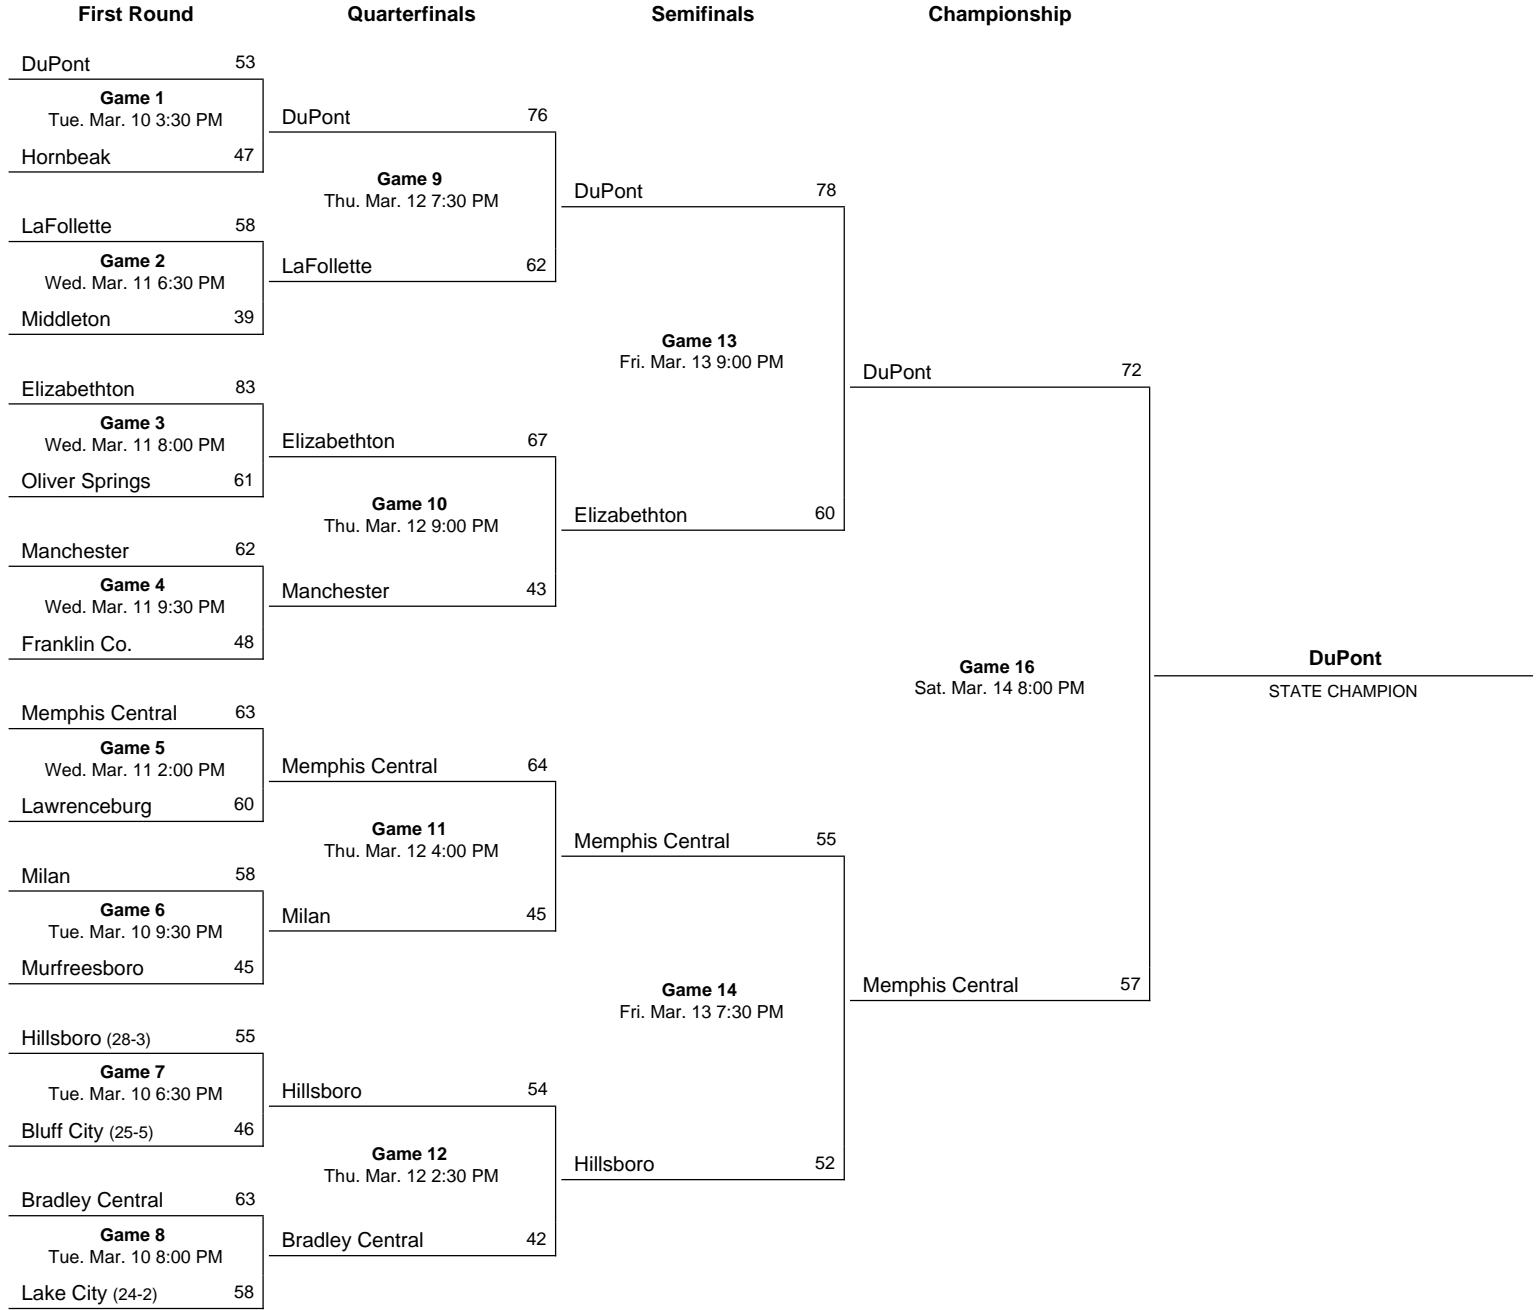 First Round Quarterfinals Semifinals Championship
DuPont 53
Game 1
Tue. Mar. 10 3:30 PM
Hornbeak 47
LaFollette 58
Game 2
Wed. Mar. 11 6:30 PM
Middleton 39
Elizabethton 83
Game 3
Wed. Mar. 11 8:00 PM
Oliver Springs 61
Manchester 62
Game 4
Wed. Mar. 11 9:30 PM
Franklin Co. 48
Memphis Central 63
Game 5
Wed. Mar. 11 2:00 PM
Lawrenceburg 60
Milan 58
Game 6
Tue. Mar. 10 9:30 PM
Murfreesboro 45
Hillsboro (28-3) 55
Game 7
Tue. Mar. 10 6:30 PM
Bluff City (25-5) 46
Bradley Central 63
Game 8
Tue. Mar. 10 8:00 PM
Lake City (24-2) 58
DuPont 76
Game 9
Thu. Mar. 12 7:30 PM
LaFollette 62
Elizabethton 67
Game 10
Thu. Mar. 12 9:00 PM
Manchester 43
Memphis Central 64
Game 11
Thu. Mar. 12 4:00 PM
Milan 45
Hillsboro 54
Game 12
Thu. Mar. 12 2:30 PM
Bradley Central 42
DuPont 78
Game 13
Fri. Mar. 13 9:00 PM
Elizabethton 60
Memphis Central 55
Game 14
Fri. Mar. 13 7:30 PM
Hillsboro 52
DuPont 72
Game 16
Sat. Mar. 14 8:00 PM
Memphis Central 57
DuPont
STATE CHAMPION